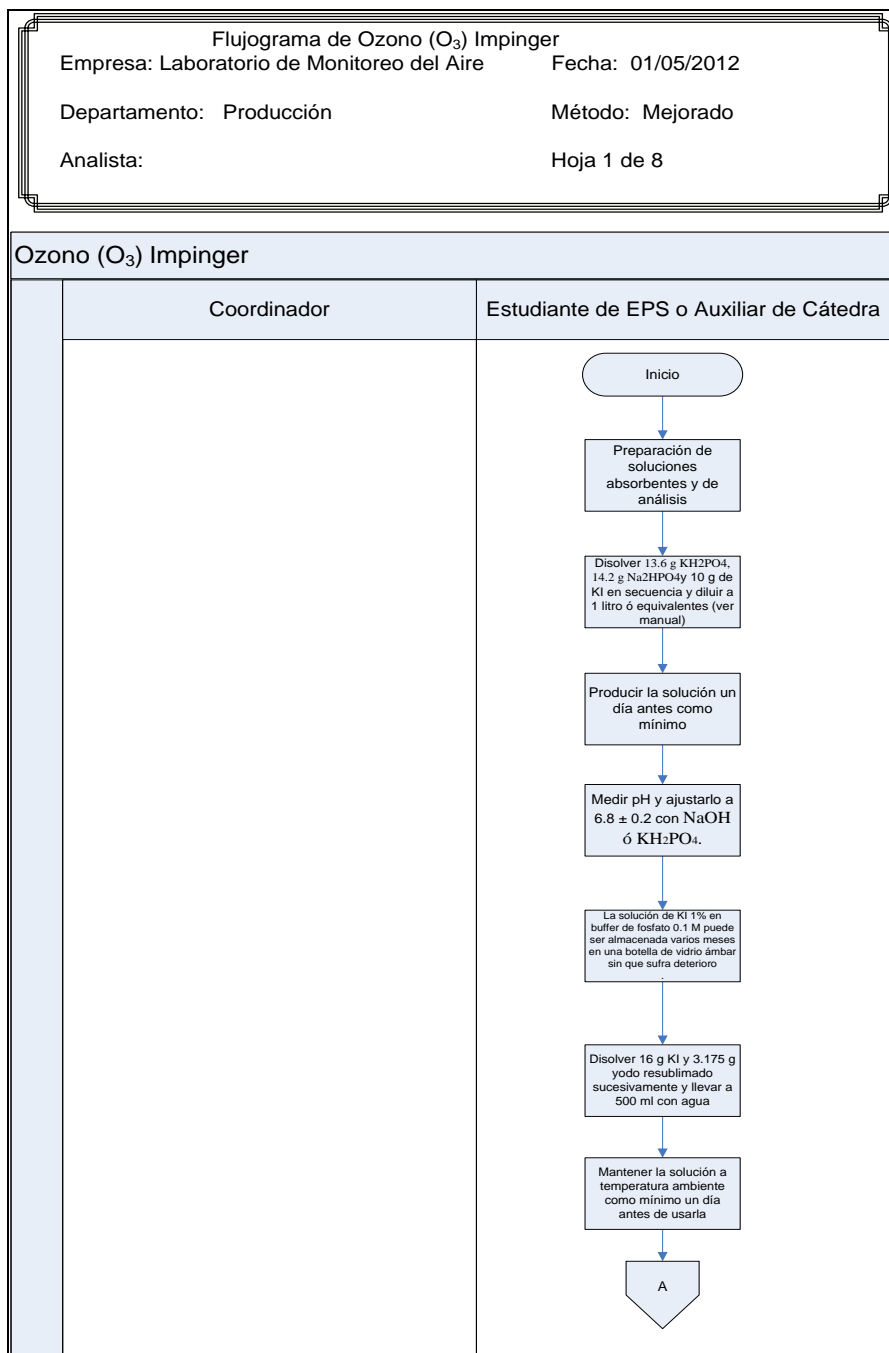 Flujograma de Ozono (O₃) Impinger
Empresa: Laboratorio de Monitoreo del Aire Fecha: 01/05/2012
Departamento: Producción Método: Mejorado
Analista: Hoja 1 de 8
Ozono (O₃) Impinger
Coordinador Estudiante de EPS o Auxiliar de Cátedra
Inicio
Preparación de
soluciones
absorbentes y de
análisis
Disolver 13.6 g KH2PO4,
14.2 g Na2HPO4y 10 g de
KI en secuencia y diluir a
1 litro ó equivalentes (ver
manual)
Producir la solución un
día antes como
mínimo
Medir pH y ajustarlo a
6.8 ± 0.2 con NaOH
ó KH₂PO₄.
La solución de KI 1% en
buffer de fosfato 0.1 M puede
ser almacenada varios meses
en una botella de vidrio ámbar
sin que sufra deterioro
.
Disolver 16 g KI y 3.175 g
yodo resublimado
sucesivamente y llevar a
500 ml con agua
Mantener la solución a
temperatura ambiente
como mínimo un día
antes de usarla
A